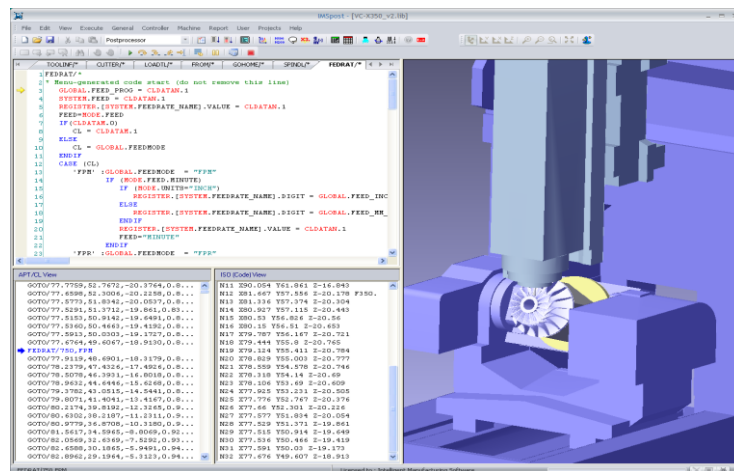 IMSpost - [VC-X350_v2.lib]
File Edit View Execute General Controller Machine Report User Projects Help
Postprocessor
TOOLINF/* CUTTER/* LOADTL/* FROM/* GOHOME/* SPINDL/* FEDRAT/*
1 FEDRAT/*
2 * Menu-generated code start (do not remove this line)
3 GLOBAL.FEED_PROG = CLDATAN.1
4 SYSTEM.FEED = CLDATAN.1
5 REGISTER.[SYSTEM.FEEDRATE_NAME].VALUE = CLDATAN.1
6 FEED=MODE.FEED
7 IF(CLDATAM.0)
8 CL = CLDATAM.1
9 ELSE
10 CL = GLOBAL.FEEDMODE
11 ENDIF
12 CASE (CL)
13 'FPM' :GLOBAL.FEEDMODE = "FPM"
14 IF (MODE.FEED.MINUTE)
15 IF (MODE.UNITS="INCH")
16 REGISTER.[SYSTEM.FEEDRATE_NAME].DIGIT = GLOBAL.FEED_INC
17 ELSE
18 REGISTER.[SYSTEM.FEEDRATE_NAME].DIGIT = GLOBAL.FEED_MM_
19 ENDIF
20 REGISTER.[SYSTEM.FEEDRATE_NAME].VALUE = CLDATAN.1
21 FEED="MINUTE"
22 ENDIF
23 'FPR' :GLOBAL.FEEDMODE = "FPR"
APT/CL View
GOTO/77.7759,52.7672,-20.3764,0.8...
GOTO/77.6598,52.3006,-20.2258,0.8...
GOTO/77.5773,51.8342,-20.0537,0.8...
GOTO/77.5291,51.3712,-19.861,0.83...
GOTO/77.5153,50.9142,-19.6491,0.8...
GOTO/77.5360,50.4663,-19.4192,0.8...
GOTO/77.5913,50.0303,-19.1727,0.8...
GOTO/77.6764,49.6067,-18.9130,0.8...
FEDRAT/750,FPM
GOTO/77.9119,48.6901,-18.3179,0.8...
GOTO/78.2379,47.4326,-17.4926,0.8...
GOTO/78.5078,46.3931,-16.8018,0.8...
GOTO/78.9632,44.6446,-15.6268,0.8...
GOTO/79.3782,43.0515,-14.5441,0.8...
GOTO/79.8071,41.4041,-13.4167,0.8...
GOTO/80.2174,39.8192,-12.3265,0.9...
GOTO/80.6302,38.2187,-11.2311,0.9...
GOTO/80.9779,36.8708,-10.3180,0.9...
GOTO/81.5617,34.5965,-8.8069,0.92...
GOTO/82.0569,32.6369,-7.5292,0.93...
GOTO/82.6588,30.1865,-5.9491,0.94...
GOTO/82.8962,29.1964,-5.3123,0.94...
ISO (Code) View
N11 X80.054 Y61.861 Z-16.843
N12 X81.667 Y57.556 Z-20.178 F350.
N13 X81.336 Y57.374 Z-20.304
N14 X80.927 Y57.115 Z-20.443
N15 X80.53 Y56.826 Z-20.56
N16 X80.15 Y56.51 Z-20.653
N17 X79.787 Y56.167 Z-20.721
N18 X79.444 Y55.8 Z-20.765
N19 X79.124 Y55.411 Z-20.784
N20 X78.829 Y55.003 Z-20.777
N21 X78.559 Y54.578 Z-20.746
N22 X78.318 Y54.14 Z-20.69
N23 X78.106 Y53.69 Z-20.609
N24 X77.925 Y53.231 Z-20.505
N25 X77.776 Y52.767 Z-20.376
N26 X77.66 Y52.301 Z-20.226
N27 X77.577 Y51.834 Z-20.054
N28 X77.529 Y51.371 Z-19.861
N29 X77.515 Y50.914 Z-19.649
N30 X77.536 Y50.466 Z-19.419
N31 X77.591 Y50.03 Z-19.173
N32 X77.676 Y49.607 Z-18.913
FEDRAT/750,FPM
Licensed to : Intelligent Manufacturing Software